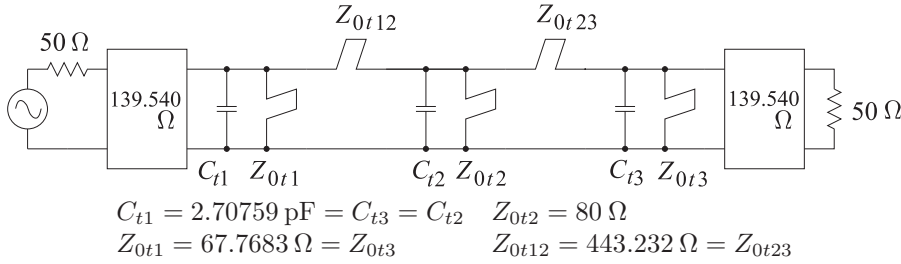 Z₀t12 Z₀t23
50 Ω
139.540 Ω
139.540 Ω
50 Ω
Cₜ₁ Z₀t1 Cₜ₂ Z₀t2 Cₜ₃ Z₀t3
Cₜ₁ = 2.70759 pF = Cₜ₃ = Cₜ₂ Z₀t2 = 80 Ω
Z₀t1 = 67.7683 Ω = Z₀t3 Z₀t12 = 443.232 Ω = Z₀t23